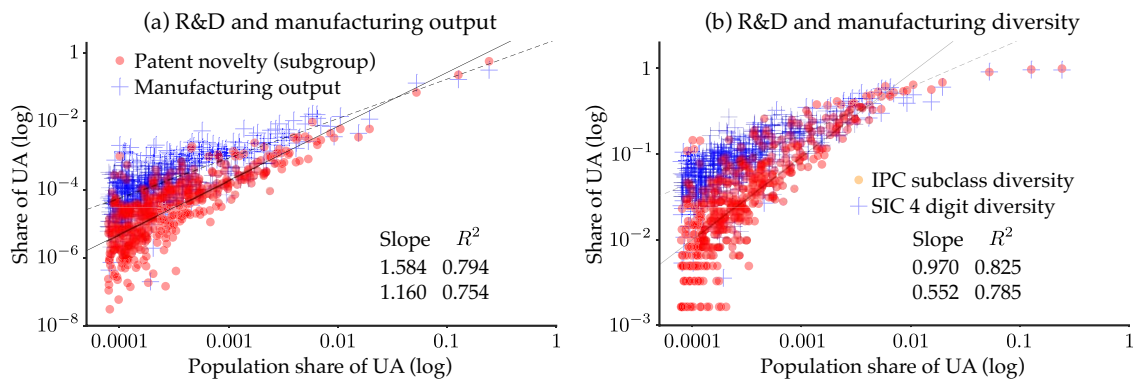 (a) R&D and manufacturing output
1
10⁻²
10⁻⁴
10⁻⁶
10⁻⁸
Share of UA (log)
Patent novelty (subgroup)
Manufacturing output
Slope R²
1.584 0.794
1.160 0.754
0.0001 0.001 0.01 0.1 1
Population share of UA (log)
(b) R&D and manufacturing diversity
1
10⁻¹
10⁻²
10⁻³
Share of UA (log)
IPC subclass diversity
SIC 4 digit diversity
Slope R²
0.970 0.825
0.552 0.785
0.0001 0.001 0.01 0.1 1
Population share of UA (log)